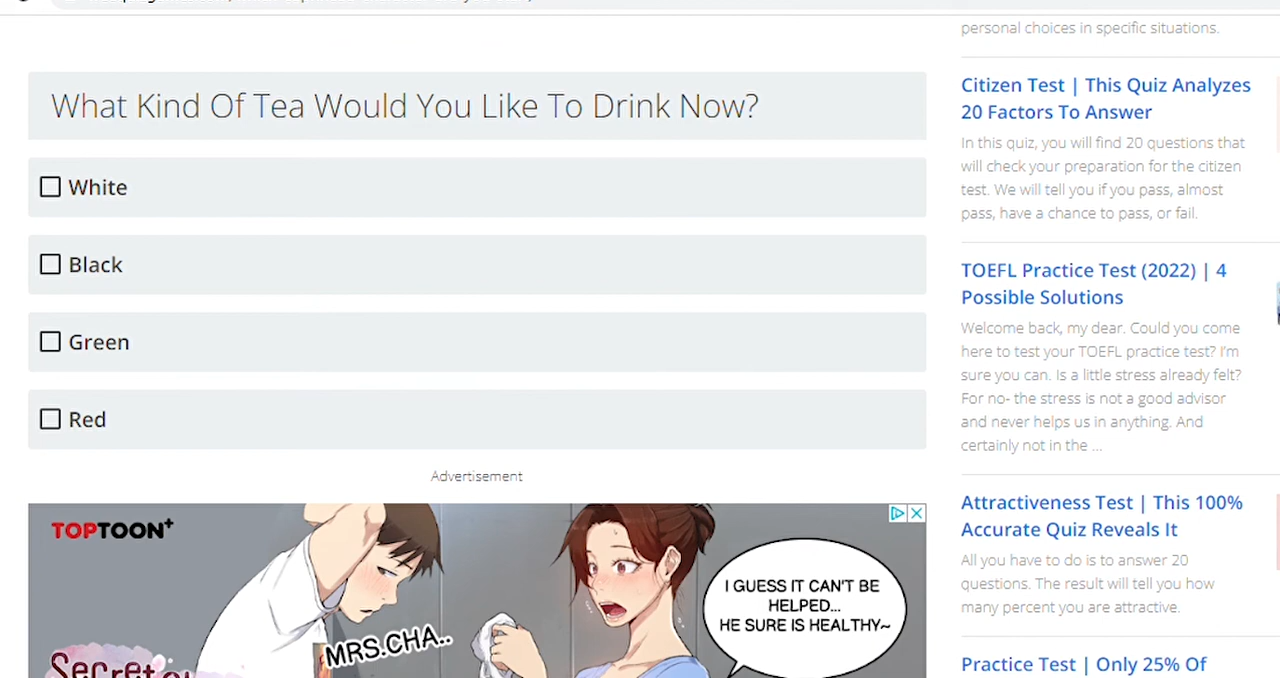 What Kind Of Tea Would You Like To Drink Now?
White
Black
Green
Red
Advertisement
TOPTOON+
MRS.CHA..
I GUESS IT CAN'T BE
HELPED...
HE SURE IS HEALTHY~
Secret
personal choices in specific situations.
Citizen Test | This Quiz Analyzes
20 Factors To Answer
In this quiz, you will find 20 questions that
will check your preparation for the citizen
test. We will tell you if you pass, almost
pass, have a chance to pass, or fail.
TOEFL Practice Test (2022) | 4
Possible Solutions
Welcome back, my dear. Could you come
here to test your TOEFL practice test? I'm
sure you can. Is a little stress already felt?
For no- the stress is not a good advisor
and never helps us in anything. And
certainly not in the ...
Attractiveness Test | This 100%
Accurate Quiz Reveals It
All you have to do is to answer 20
questions. The result will tell you how
many percent you are attractive.
Practice Test | Only 25% Of